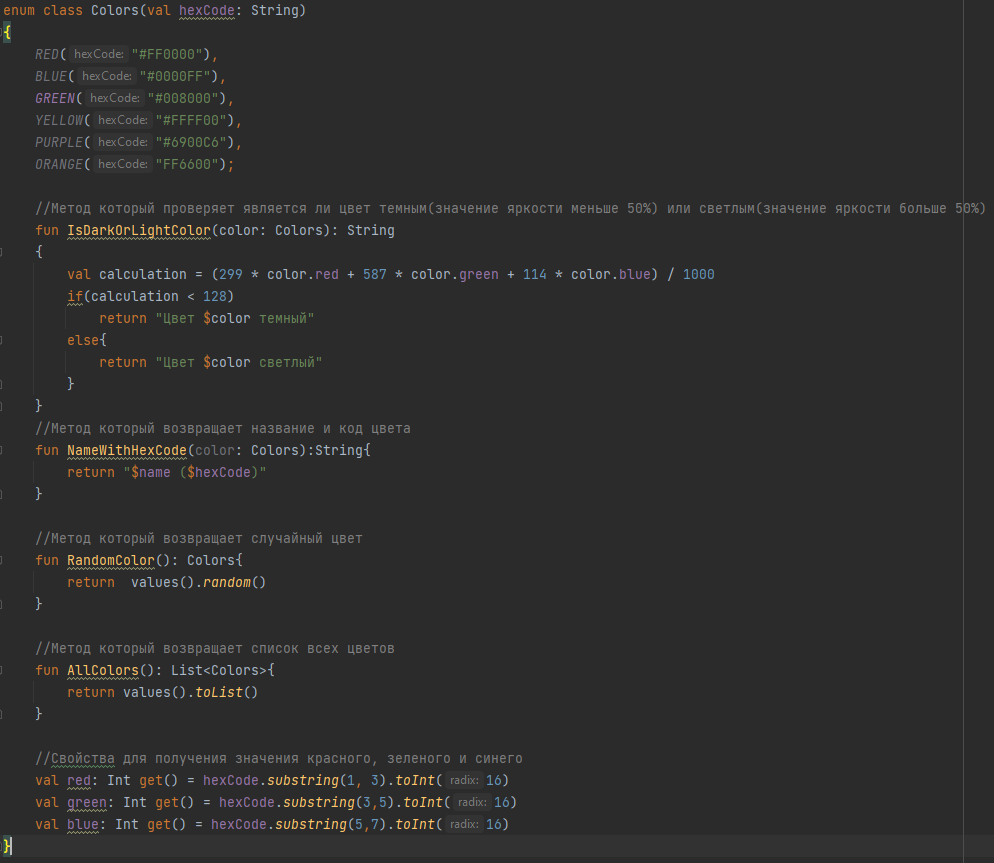 enum class Colors(val hexCode: String)
{
RED( hexCode: "#FF0000"),
BLUE( hexCode: "#0000FF"),
GREEN( hexCode: "#008000"),
YELLOW( hexCode: "#FFFF00"),
PURPLE( hexCode: "#6900C6"),
ORANGE( hexCode: "FF6600");
//Метод который проверяет является ли цвет темным(значение яркости меньше 50%) или светлым(значение яркости больше 50%)
fun IsDarkOrLightColor(color: Colors): String
{
val calculation = (299 * color.red + 587 * color.green + 114 * color.blue) / 1000
if(calculation < 128)
return "Цвет $color темный"
else{
return "Цвет $color светлый"
}
}
//Метод который возвращает название и код цвета
fun NameWithHexCode(color: Colors):String{
return "$name ($hexCode)"
}
//Метод который возвращает случайный цвет
fun RandomColor(): Colors{
return  values().random()
}
//Метод который возвращает список всех цветов
fun AllColors(): List<Colors>{
return values().toList()
}
//Свойства для получения значения красного, зеленого и синего
val red: Int get() = hexCode.substring(1, 3).toInt( radix: 16)
val green: Int get() = hexCode.substring(3,5).toInt( radix: 16)
val blue: Int get() = hexCode.substring(5,7).toInt( radix: 16)
}